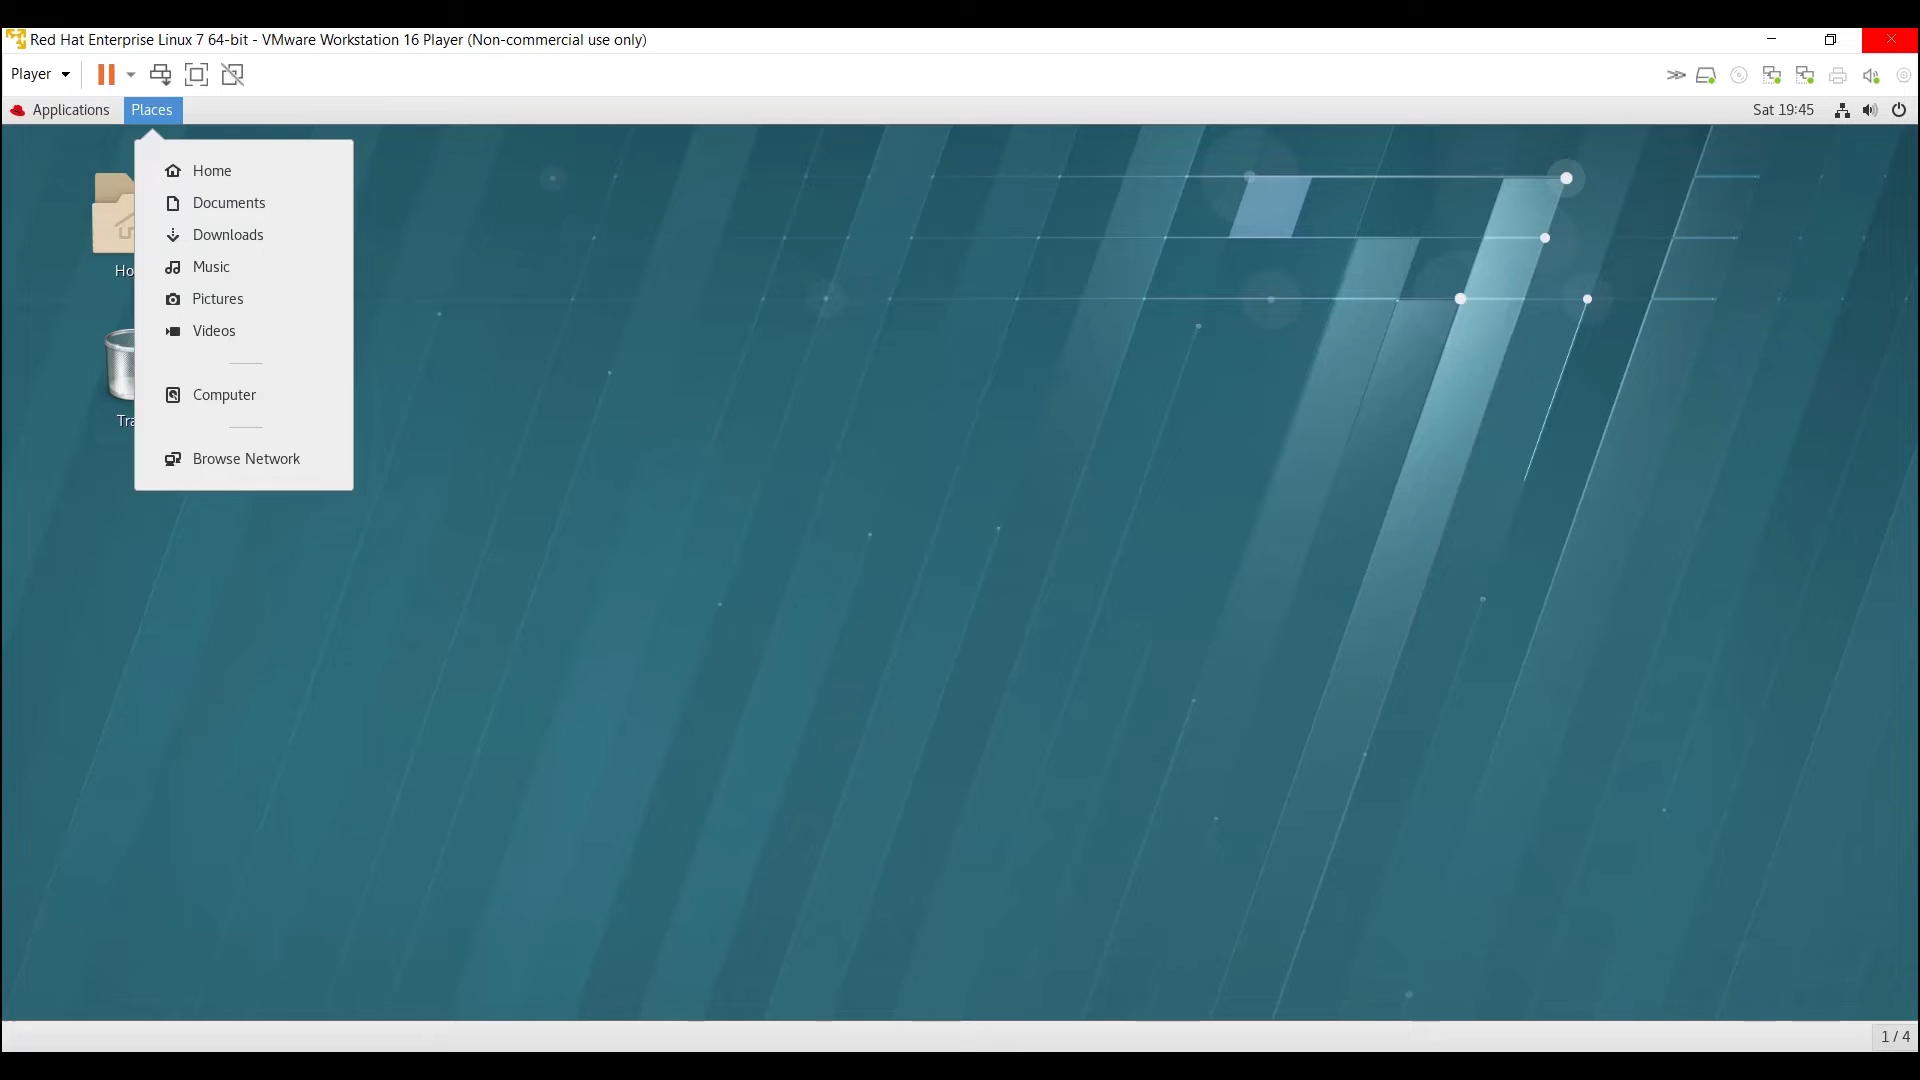 Red Hat Enterprise Linux 7 64-bit - VMware Workstation 16 Player (Non-commercial use only)
Player
Applications Places Sat 19:45
Home
Documents
Downloads
Ho
Music
Pictures
Videos
Computer
Tra
Browse Network
1 / 4